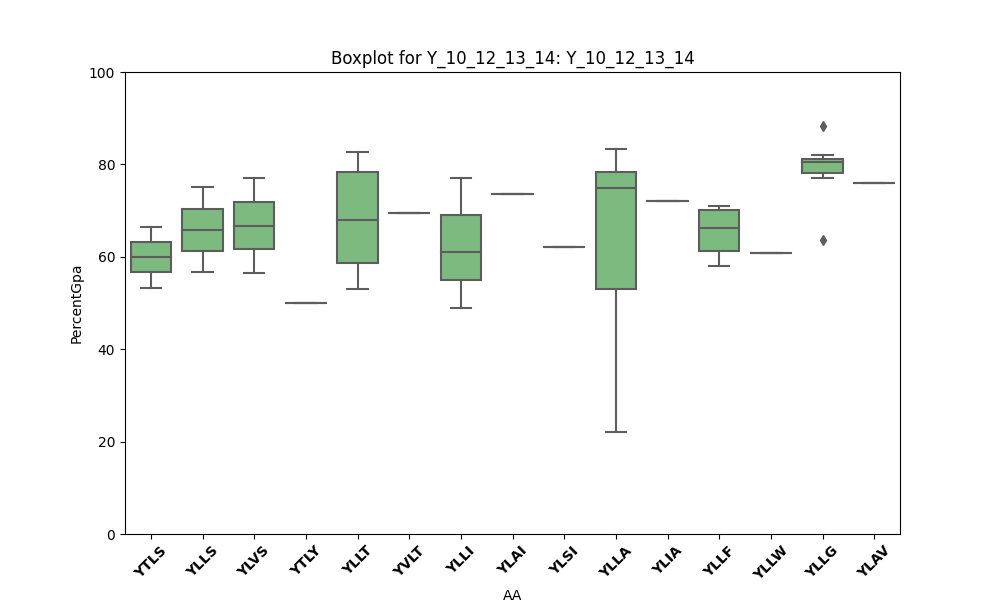 Boxplot for Y_10_12_13_14: Y_10_12_13_14
100
80
60
40
20
0
PercentGpa
YTLS YLLS YLVS YTLY YLLT YVLT YLLI YLAI YLSI YLLA YLIA YLLF YLLW YLLG YLAV
AA